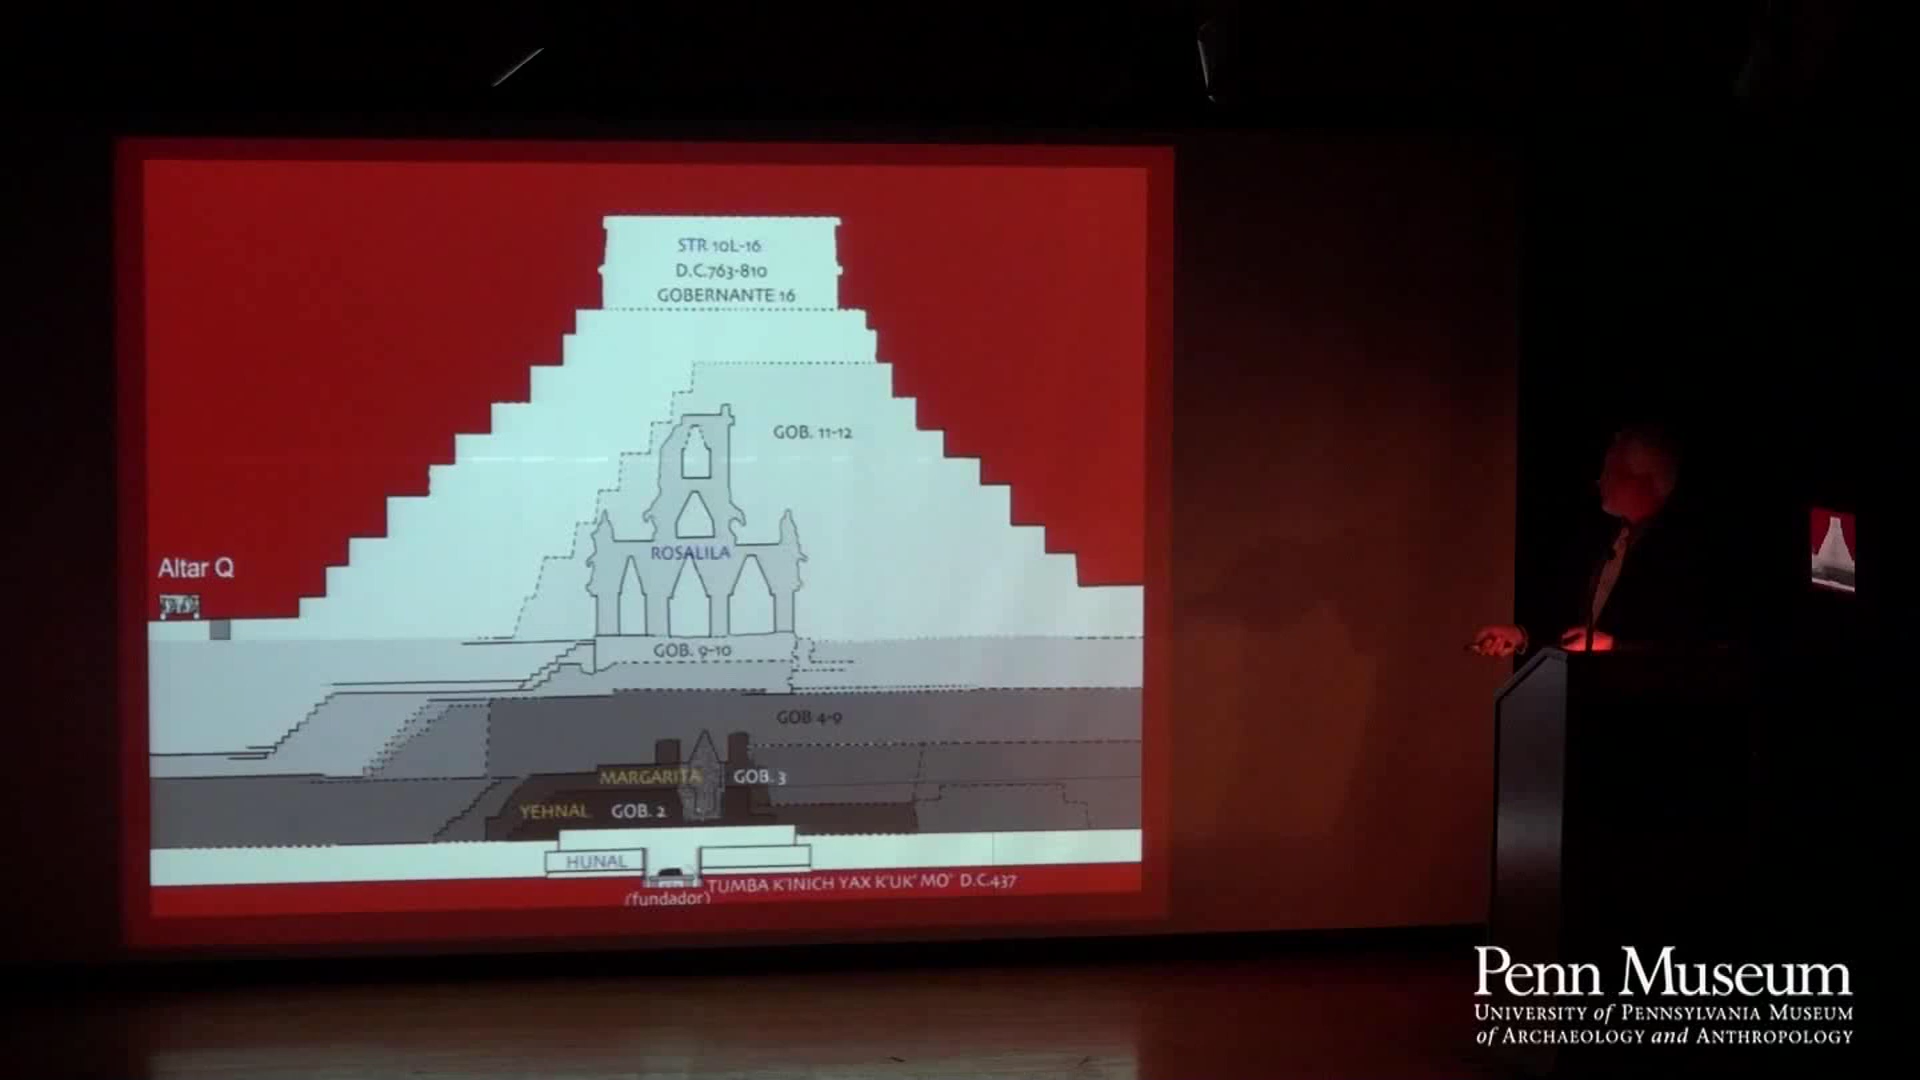 STR 10L-16
D.C.763-810
GOBERNANTE 16
GOB. 11-12
ROSALILA
Altar Q
GOB. 9-10
GOB 4-9
MARGARITA GOB. 3
YEHNAL GOB. 2
HUNAL
TUMBA K'INICH YAX K'UK' MO' D.C.437
(fundador)
Penn Museum
UNIVERSITY of PENNSYLVANIA MUSEUM
of ARCHAEOLOGY and ANTHROPOLOGY